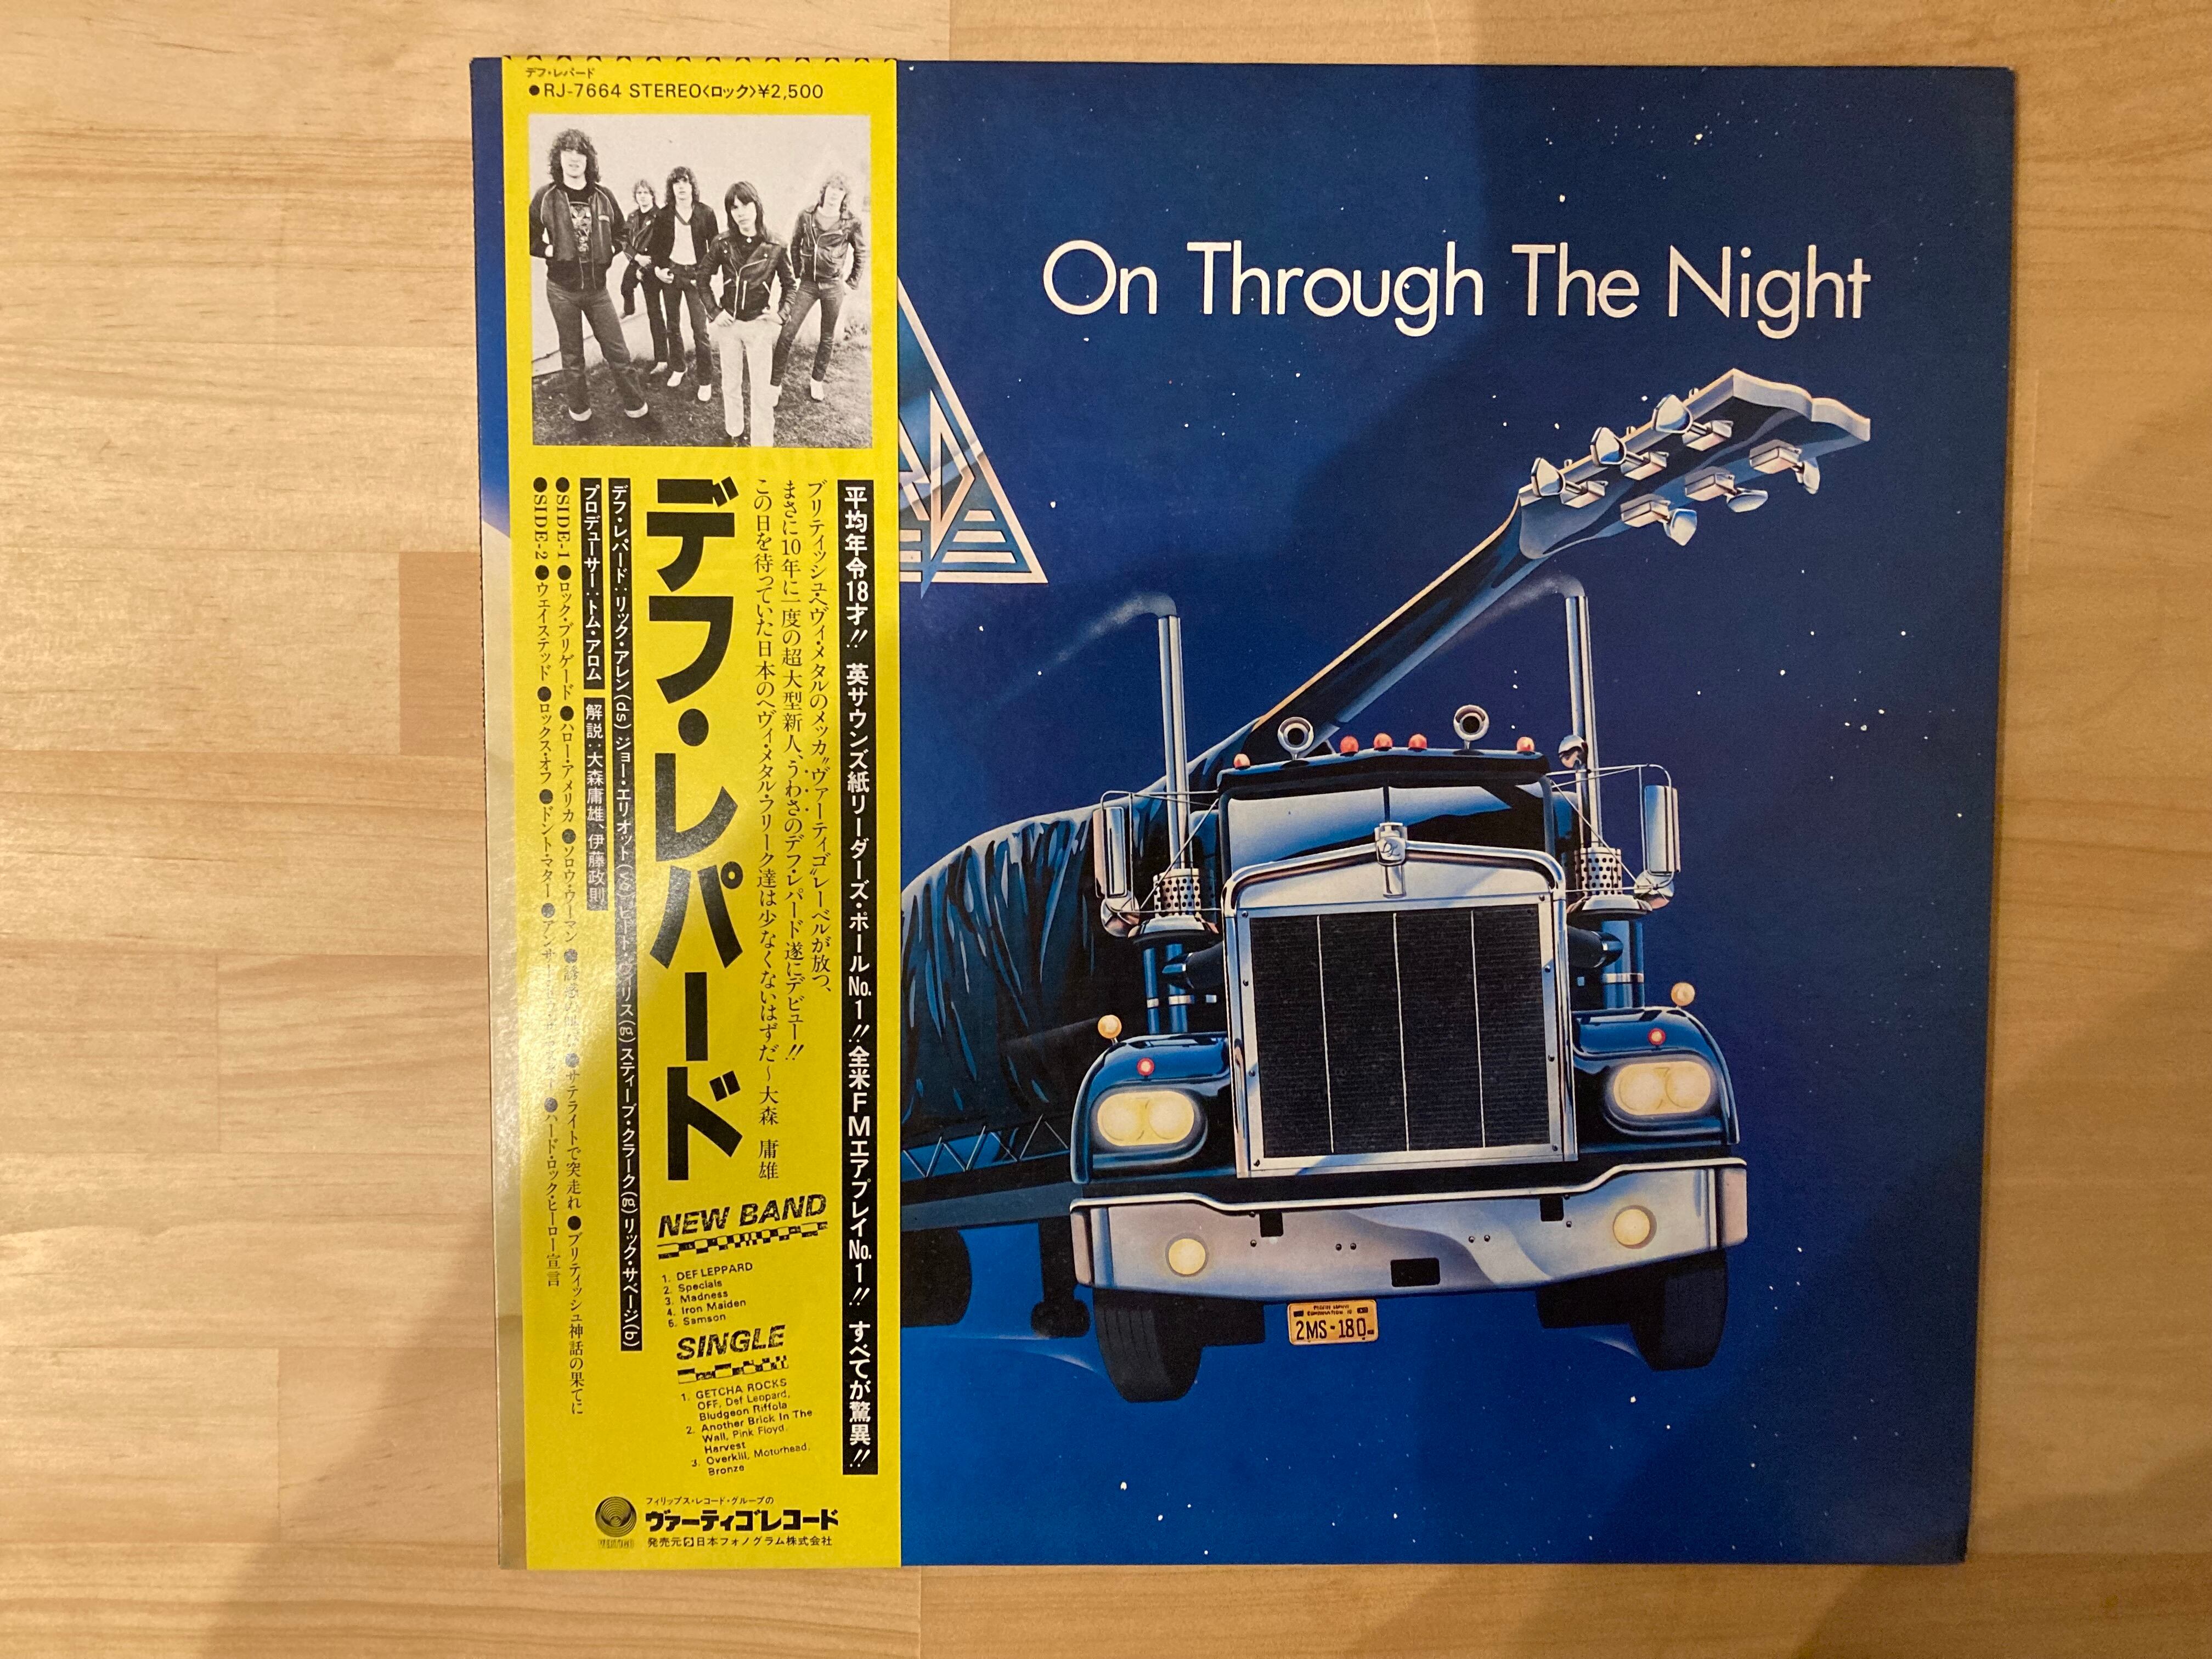 デフ・レパード
●RJ-7664 STEREO〈ロック〉¥2,500
平均年令18才!! 英サウンズ紙リーダーズ・ポールNo.1!! 全米FMエアプレイNo.1!! すべてが驚異!!
ブリティッシュ・ヘヴィ・メタルのメッカ〝ヴァーティゴ〟レーベルが放つ、
まさに10年に一度の超大型新人、うわさのデフ・レパード遂にデビュー!!
この日を待っていた日本のヘヴィ・メタル・フリーク達は少なくないはずだ〜大森 庸雄
デフ・レパード
デフ・レパード:リック・アレン(ds) ジョー・エリオット(vo) ピート・ウィリス(g) スティーブ・クラーク(g) リック・サベージ(b)
プロデューサー:トム・アロム
解説:大森庸雄、伊藤政則
●SIDE-1 ●ロック・ブリゲード ●ハロー・アメリカ ●ソロウ・ウーマン ●サテライトで突走れ ●ブリティッシュ神話の果てに
●SIDE-2 ●ウェイステッド ●ロックス・オフ ●ドント・マター ●ハード・ロック・ヒーロー宣言
NEW BAND
1. DEF LEPPARD
2. Specials
3. Madness
4. Iron Maiden
5. Samson
SINGLE
1. GETCHA ROCKS
OFF, Def Leppard,
Bludgeon Riffola
2. Another Brick In The
Wall, Pink Floyd,
Harvest
3. Overkill, Moturhead,
Bronze
フィリップス・レコード・グループの
ヴァーティゴレコード
発売元 日本フォノグラム株式会社
On Through The Night
DL
2MS-180